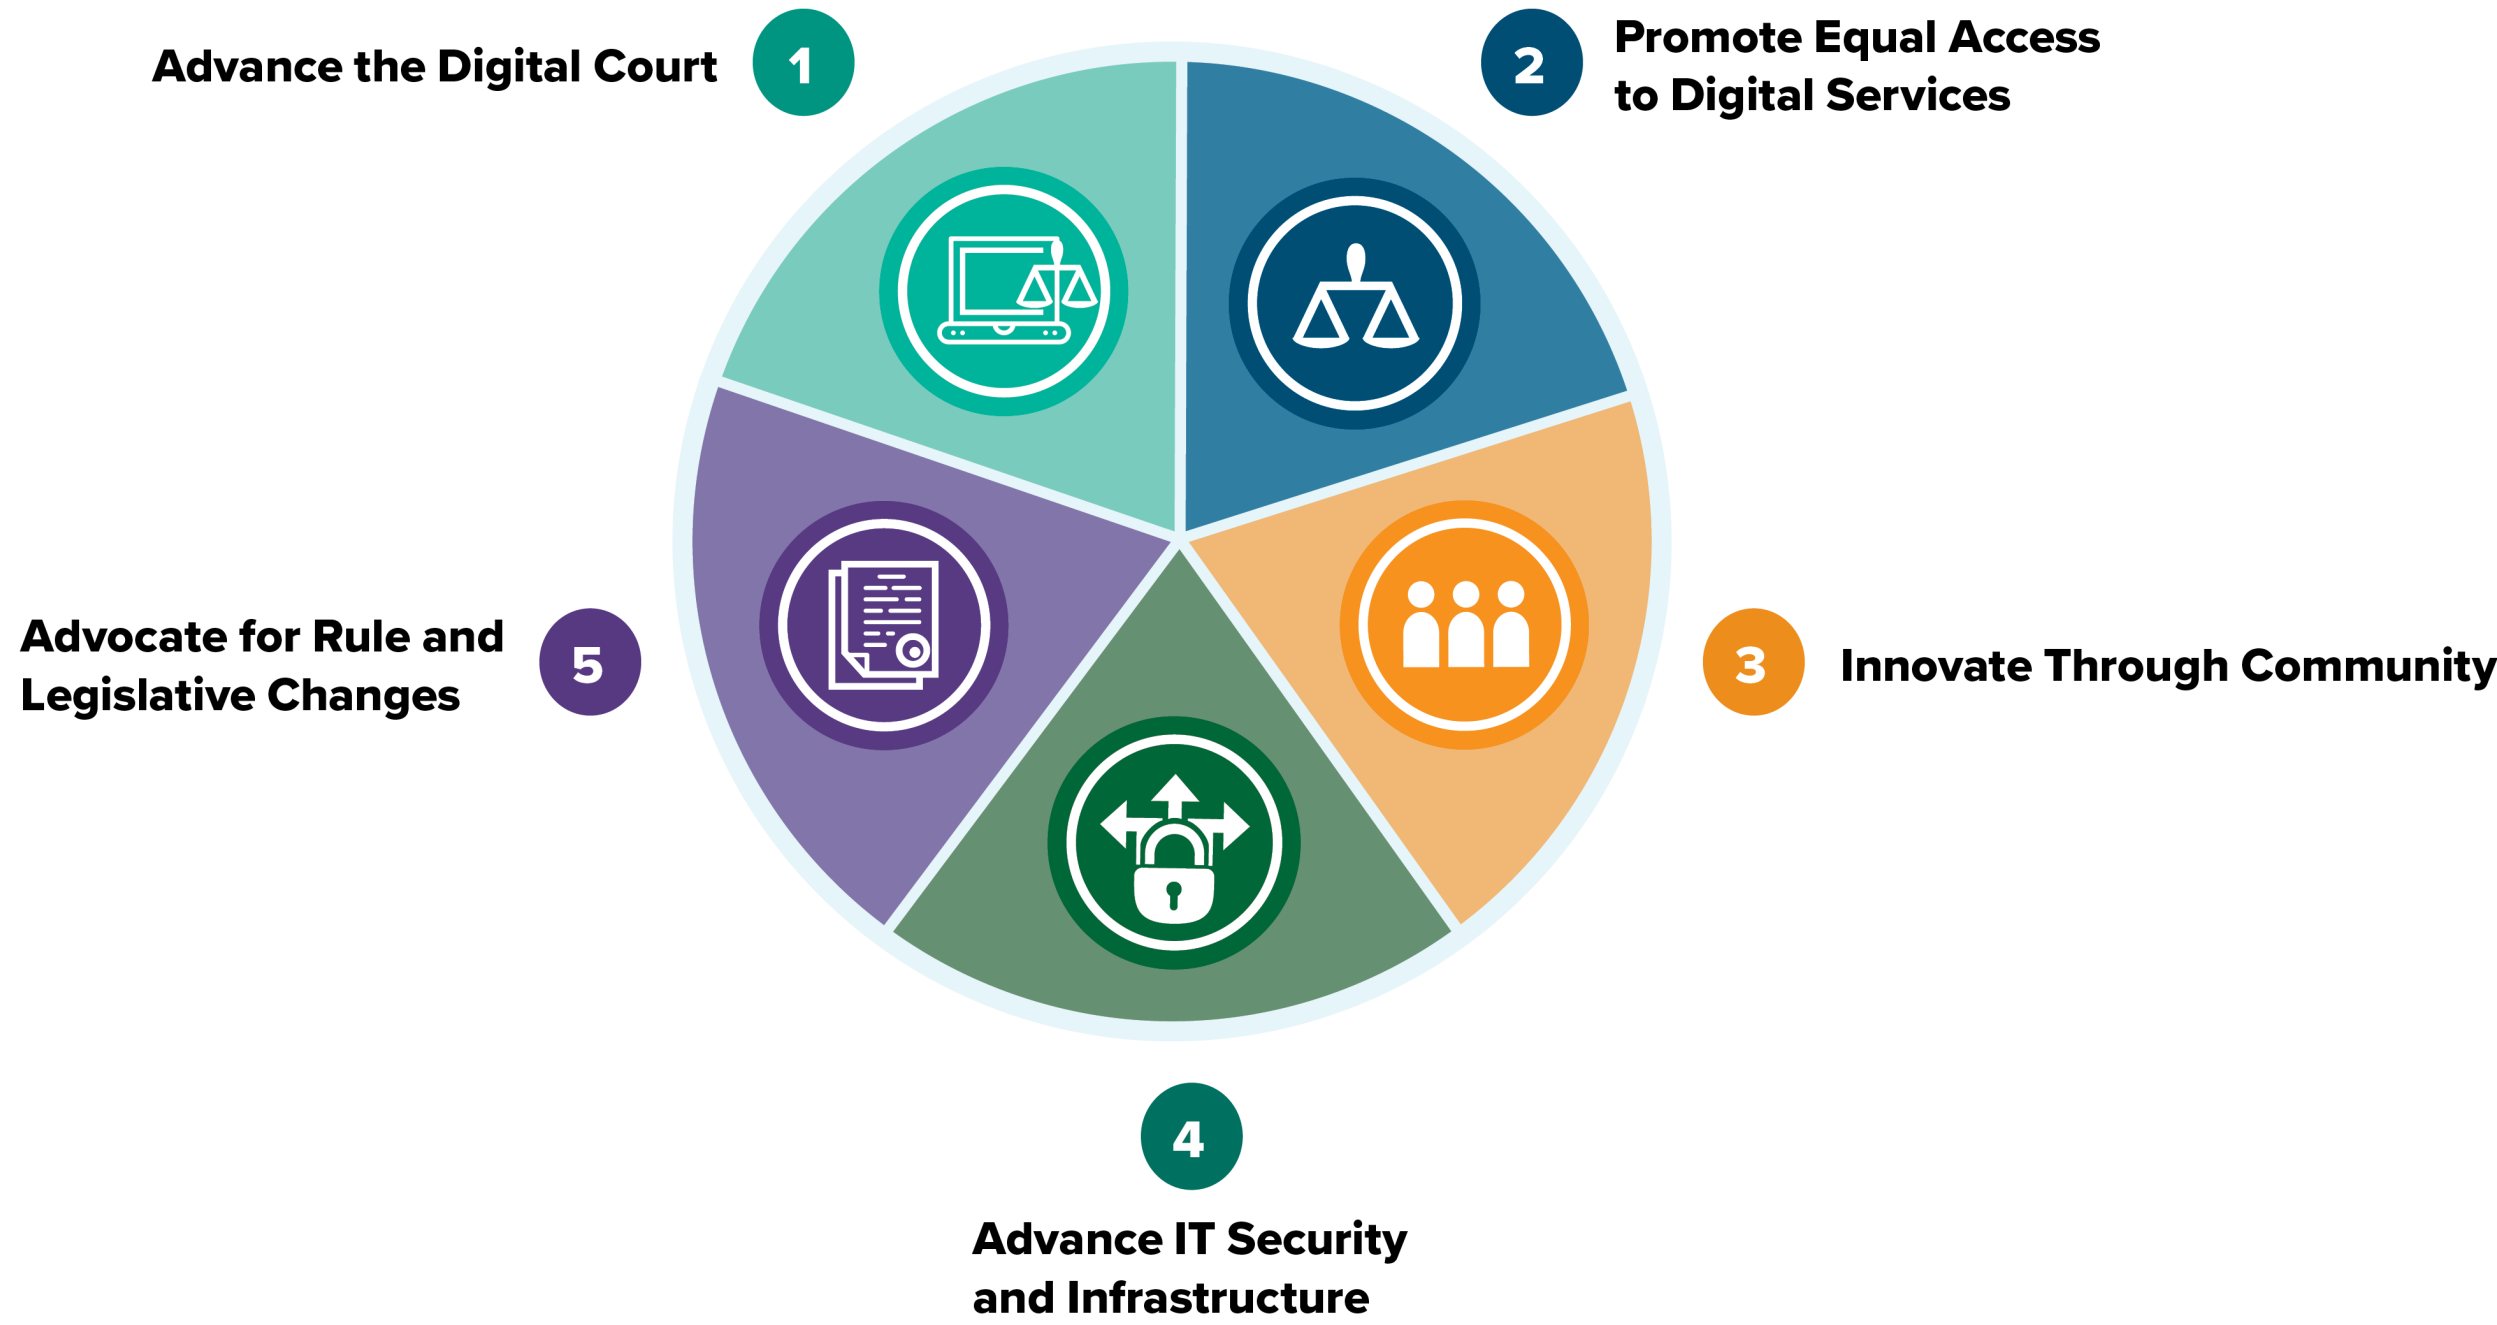 1
Advance the Digital Court
2
Promote Equal Access
to Digital Services
3
Innovate Through Community
4
Advance IT Security
and Infrastructure
5
Advocate for Rule and
Legislative Changes